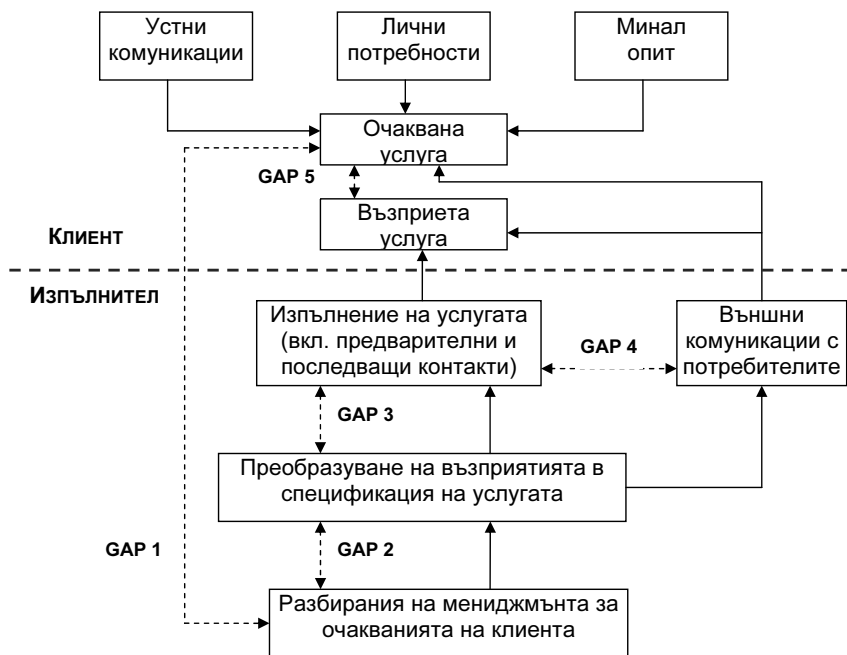 Устни
комуникации
Лични
потребности
Минал
опит
Очаквана
услуга
GAP 5
Възприета
услуга
КЛИЕНТ
ИЗПЪЛНИТЕЛ
Изпълнение на услугата
(вкл. предварителни и
последващи контакти)
GAP 4
Външни
комуникации с
потребителите
GAP 3
Преобразуване на възприятията в
спецификация на услугата
GAP 1
GAP 2
Разбирания на мениджмънта за
очакванията на клиента